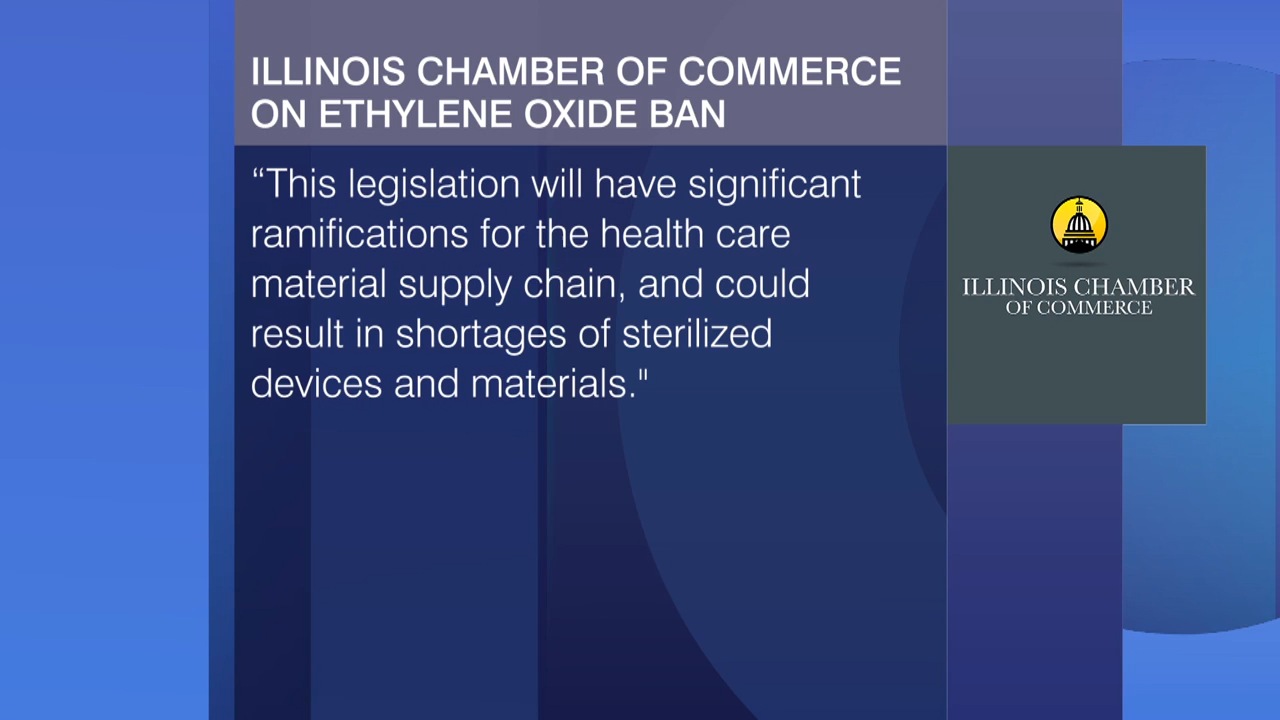 ILLINOIS CHAMBER OF COMMERCE
ON ETHYLENE OXIDE BAN
“This legislation will have significant
ramifications for the health care
material supply chain, and could
result in shortages of sterilized
devices and materials."
ILLINOIS CHAMBER
OF COMMERCE